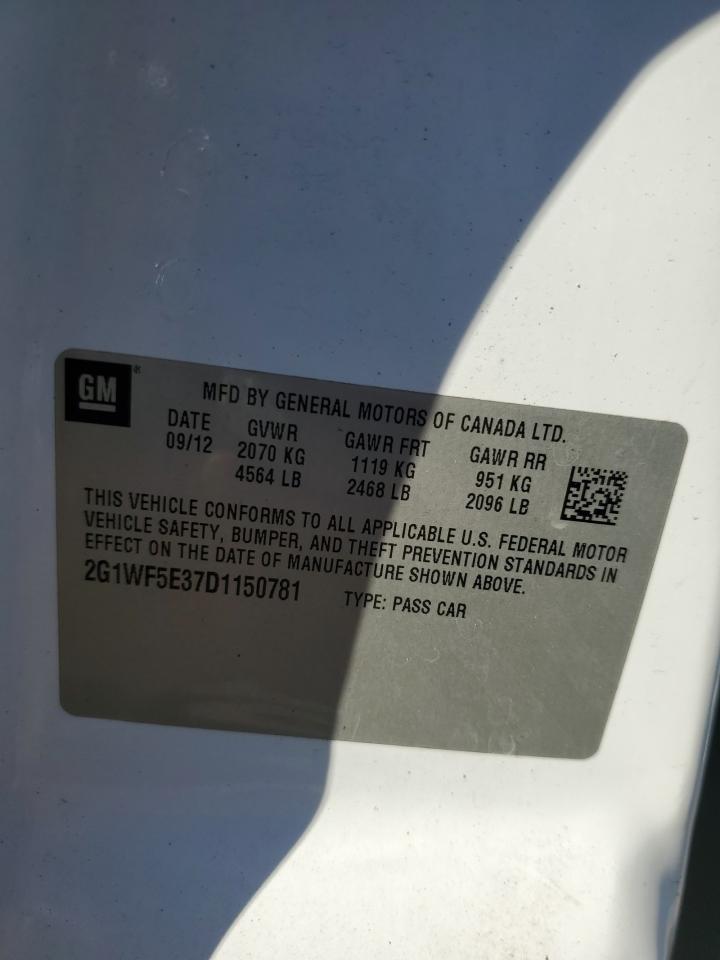 GM® MFD BY GENERAL MOTORS OF CANADA LTD.
DATE GVWR GAWR FRT GAWR RR
09/12 2070 KG 1119 KG 951 KG
4564 LB 2468 LB 2096 LB
THIS VEHICLE CONFORMS TO ALL APPLICABLE U.S. FEDERAL MOTOR
VEHICLE SAFETY, BUMPER, AND THEFT PREVENTION STANDARDS IN
EFFECT ON THE DATE OF MANUFACTURE SHOWN ABOVE.
2G1WF5E37D1150781 TYPE: PASS CAR